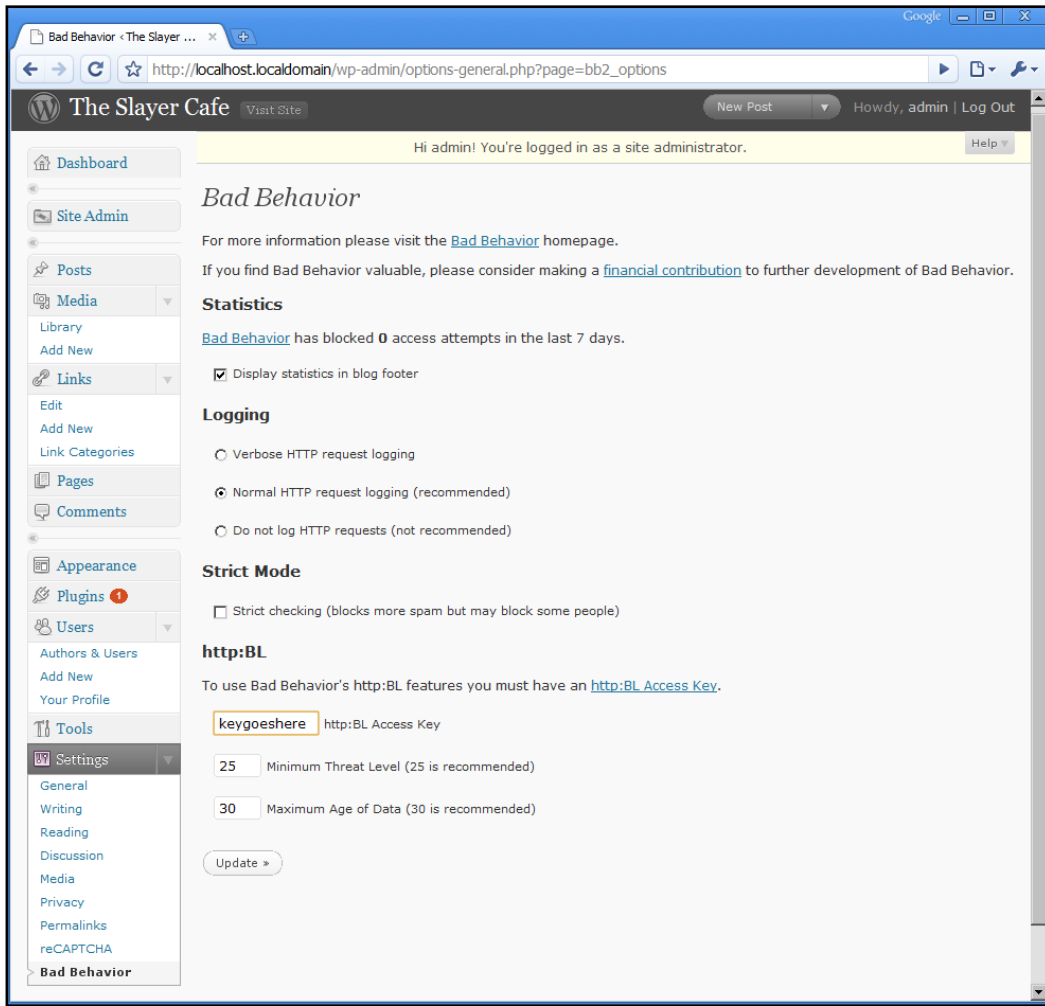 Google
Bad Behavior < The Slayer ...
http://localhost.localdomain/wp-admin/options-general.php?page=bb2_options
The Slayer Cafe Visit Site New Post Howdy, admin | Log Out
Hi admin! You're logged in as a site administrator. Help
Dashboard
Site Admin
Posts
Media
Library
Add New
Links
Edit
Add New
Link Categories
Pages
Comments
Appearance
Plugins 1
Users
Authors & Users
Add New
Your Profile
Tools
Settings
General
Writing
Reading
Discussion
Media
Privacy
Permalinks
reCAPTCHA
Bad Behavior
Bad Behavior
For more information please visit the Bad Behavior homepage.
If you find Bad Behavior valuable, please consider making a financial contribution to further development of Bad Behavior.
Statistics
Bad Behavior has blocked 0 access attempts in the last 7 days.
Display statistics in blog footer
Logging
Verbose HTTP request logging
Normal HTTP request logging (recommended)
Do not log HTTP requests (not recommended)
Strict Mode
Strict checking (blocks more spam but may block some people)
http:BL
To use Bad Behavior's http:BL features you must have an http:BL Access Key.
keygoeshere http:BL Access Key
25 Minimum Threat Level (25 is recommended)
30 Maximum Age of Data (30 is recommended)
Update »